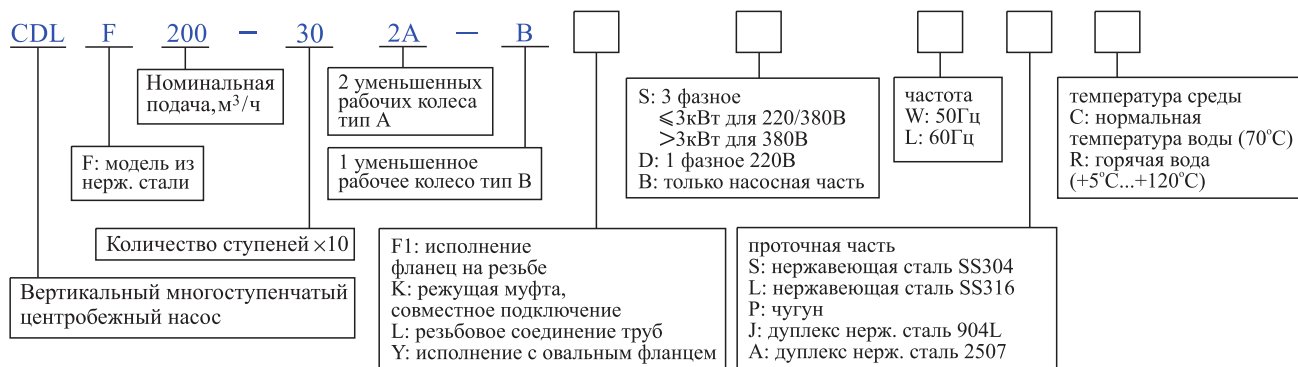 CDL F 200 – 30 2A – B
Номинальная
подача, м³/ч
2 уменьшенных
рабочих колеса
тип А
F: модель из
нерж. стали
1 уменьшенное
рабочее колесо тип В
S: 3 фазное
⩽3кВт для 220/380В
>3кВт для 380В
D: 1 фазное 220В
B: только насосная часть
частота
W: 50Гц
L: 60Гц
температура среды
C: нормальная
температура воды (70°C)
R: горячая вода
(+5°C...+120°C)
Количество ступеней ×10
Вертикальный многоступенчатый
центробежный насос
F1: исполнение
фланец на резьбе
K: режущая муфта,
совместное подключение
L: резьбовое соединение труб
Y: исполнение с овальным фланцем
проточная часть
S: нержавеющая сталь SS304
L: нержавеющая сталь SS316
P: чугун
J: дуплекс нерж. сталь 904L
A: дуплекс нерж. сталь 2507